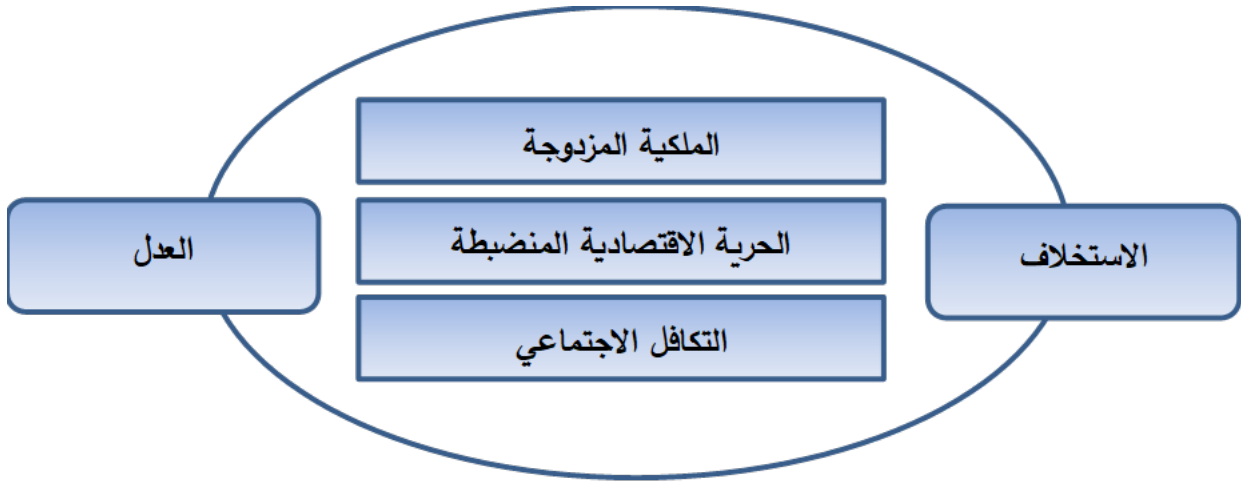 الملكية المزدوجة
الاستخلاف
الحرية الاقتصادية المنضبطة
العدل
التكافل الاجتماعي